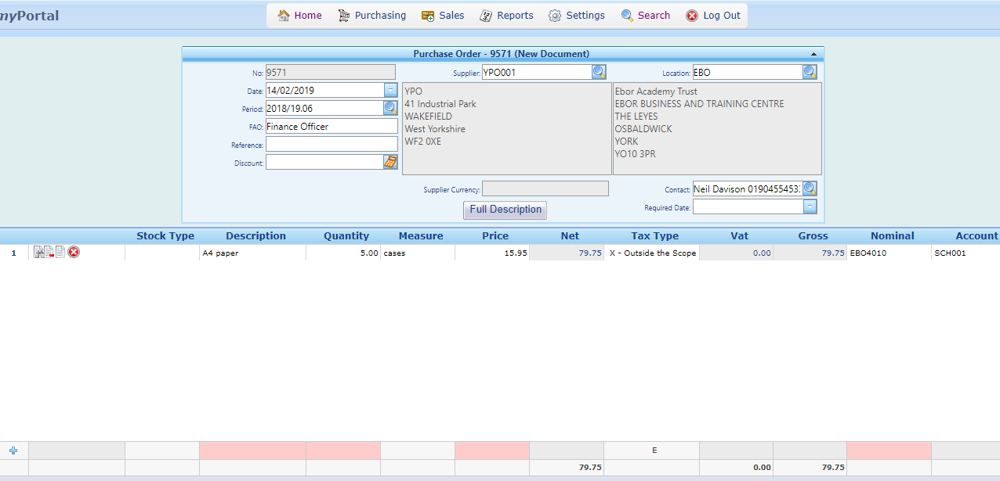 myPortal
Home Purchasing Sales Reports Settings Search Log Out
Purchase Order - 9571 (New Document)
No: 9571 Supplier: YPO001 Location: EBO
Date: 14/02/2019
Period: 2018/19.06
FAO: Finance Officer
Reference:
Discount:
YPO
41 Industrial Park
WAKEFIELD
West Yorkshire
WF2 0XE
Ebor Academy Trust
EBOR BUSINESS AND TRAINING CENTRE
THE LEYES
OSBALDWICK
YORK
YO10 3PR
Supplier Currency: Contact: Neil Davison 0190455453
Full Description Required Date:
Stock Type Description Quantity Measure Price Net Tax Type Vat Gross Nominal Account
1 A4 paper 5.00 cases 15.95 79.75 X - Outside the Scope 0.00 79.75 EBO4010 SCH001
E
79.75 0.00 79.75